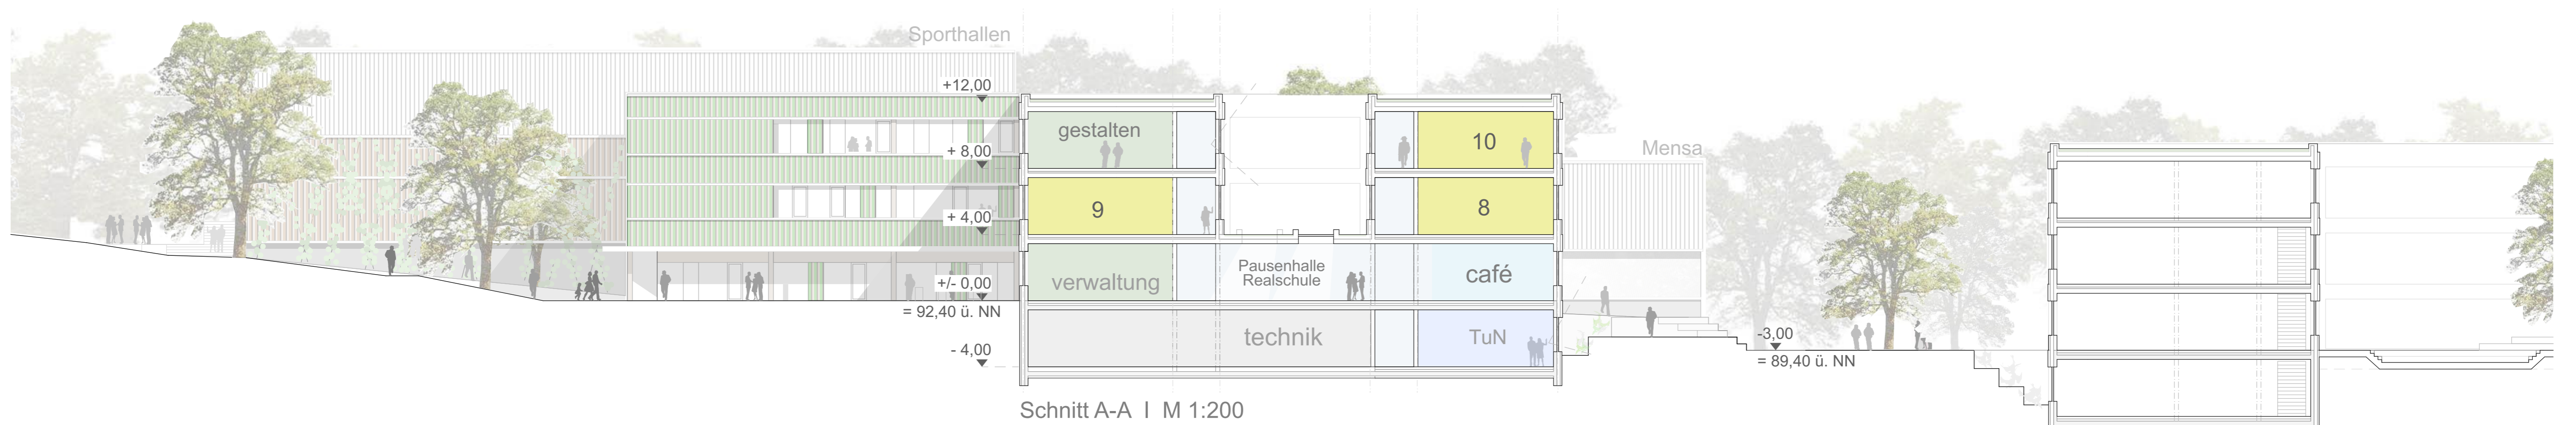 Sporthallen
+12,00
gestalten
10
+ 8,00
Mensa
9
8
+ 4,00
Pausenhalle
Realschule
café
verwaltung
+/- 0,00
= 92,40 ü. NN
technik
TuN
-3,00
- 4,00
= 89,40 ü. NN
Schnitt A-A I M 1:200